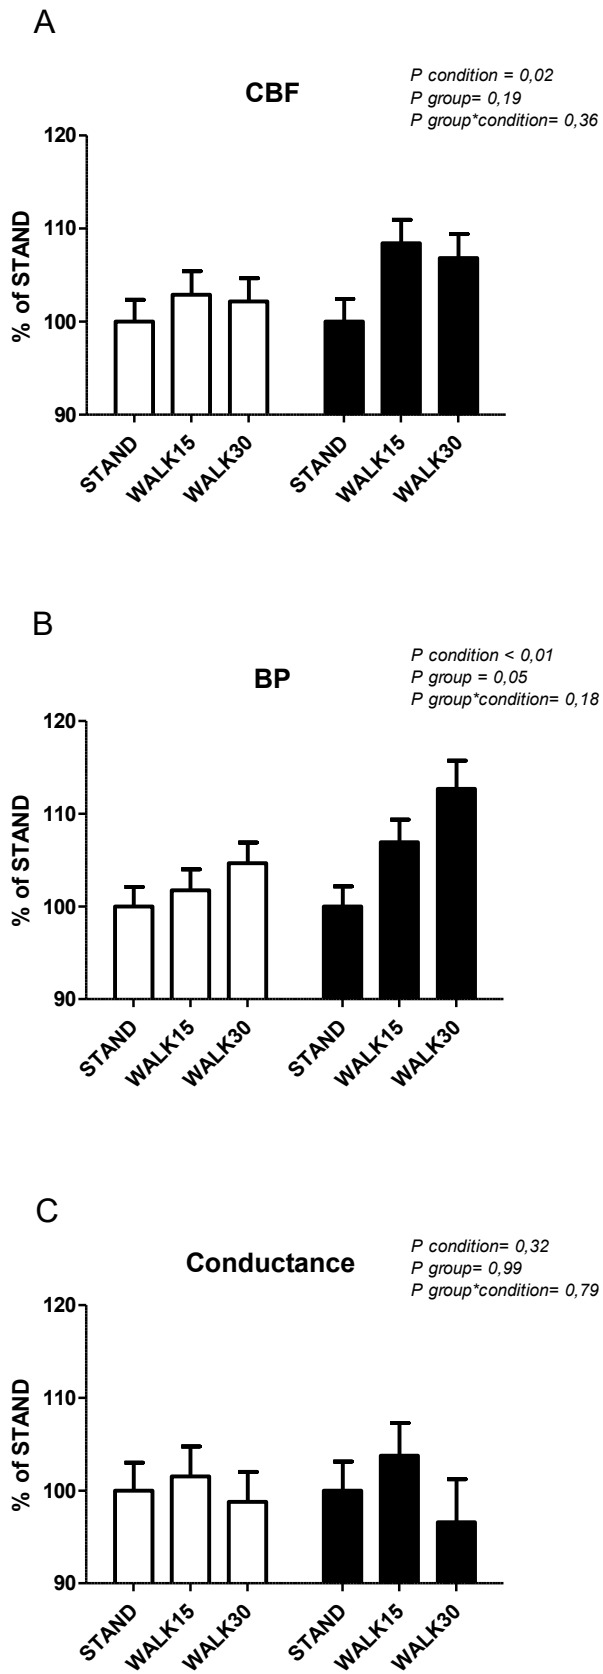 A
CBF
P condition = 0,02
P group= 0,19
P group*condition= 0,36
% of STAND
120
110
100
90
STAND
WALK15
WALK30
STAND
WALK15
WALK30
B
BP
P condition < 0,01
P group = 0,05
P group*condition= 0,18
% of STAND
120
110
100
90
STAND
WALK15
WALK30
STAND
WALK15
WALK30
C
Conductance
P condition= 0,32
P group= 0,99
P group*condition= 0,79
% of STAND
120
110
100
90
STAND
WALK15
WALK30
STAND
WALK15
WALK30